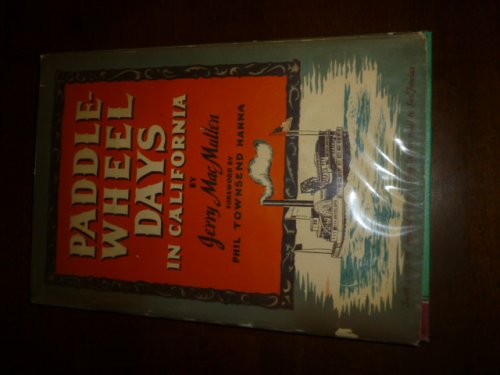 PADDLE-
WHEEL
DAYS
IN CALIFORNIA
BY
Jerry MacMullen
FOREWORD BY
PHIL TOWNSEND HANNA